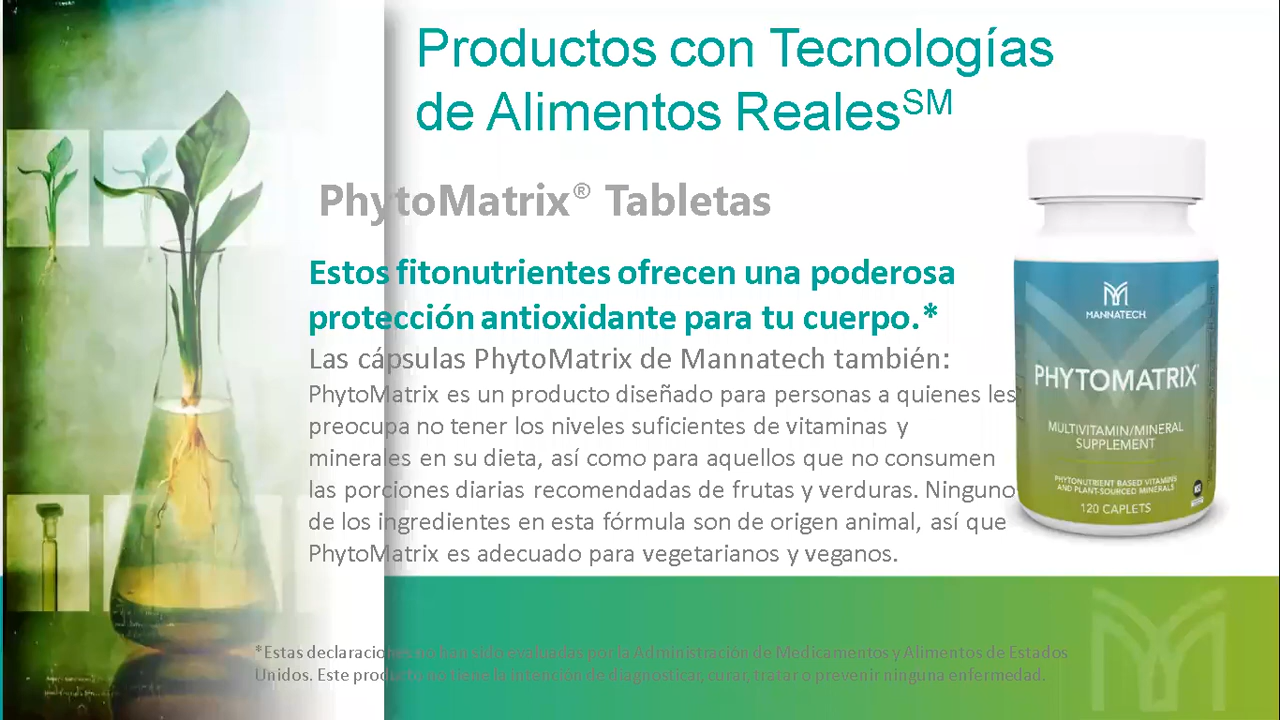 Productos con Tecnologías
de Alimentos Reales℠
PhytoMatrix® Tabletas
Estos fitonutrientes ofrecen una poderosa
protección antioxidante para tu cuerpo.*
Las cápsulas PhytoMatrix de Mannatech también:
PhytoMatrix es un producto diseñado para personas a quienes les
preocupa no tener los niveles suficientes de vitaminas y
minerales en su dieta, así como para aquellos que no consumen
las porciones diarias recomendadas de frutas y verduras. Ninguno
de los ingredientes en esta fórmula son de origen animal, así que
PhytoMatrix es adecuado para vegetarianos y veganos.
MANNATECH
PHYTOMATRIX®
MULTIVITAMIN/MINERAL
SUPPLEMENT
PHYTONUTRIENT-BASED VITAMINS
AND PLANT-SOURCED MINERALS
NSF
120 CAPLETS
*Estas declaraciones no han sido evaluadas por la Administración de Medicamentos y Alimentos de Estados
Unidos. Este producto no tiene la intención de diagnosticar, curar, tratar o prevenir ninguna enfermedad.